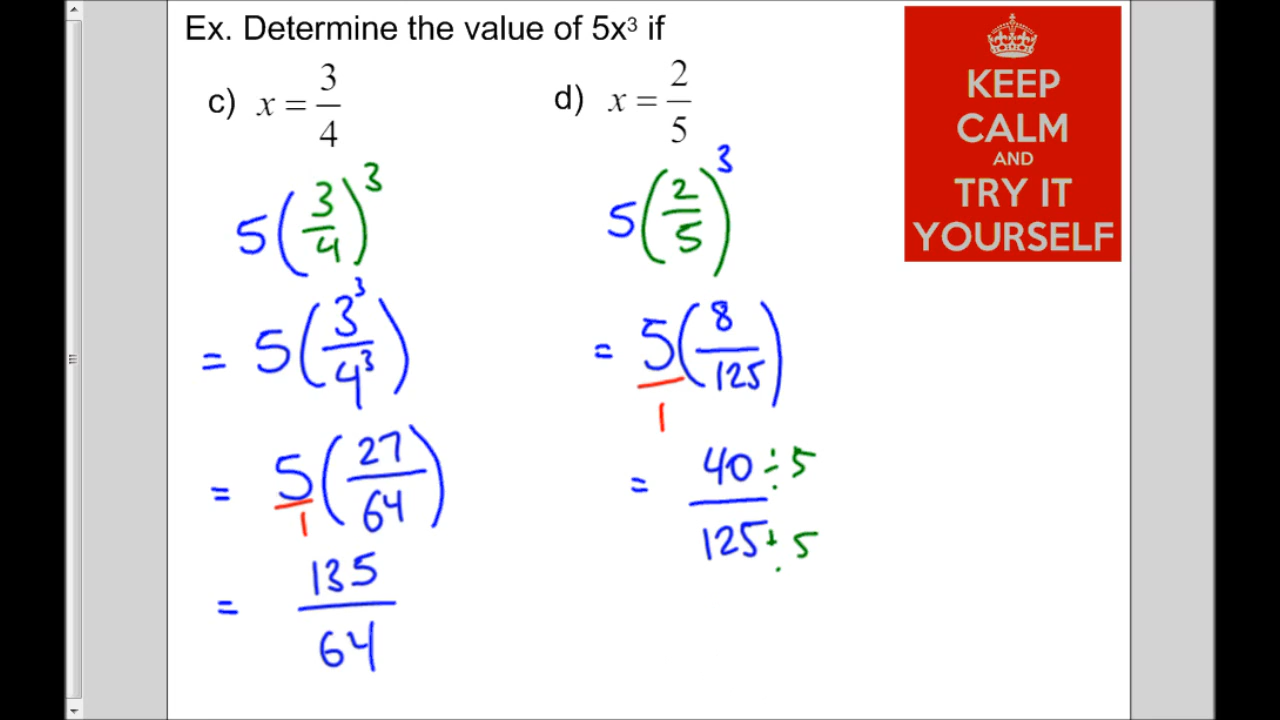 Ex. Determine the value of 5x³ if
c) x = 3/4
5(3/4)³
= 5(3³/4³)
= 5/1(27/64)
= 135/64
d) x = 2/5
5(2/5)³
= 5/1(8/125)
= 40÷5/125÷5
KEEP
CALM
AND
TRY IT
YOURSELF